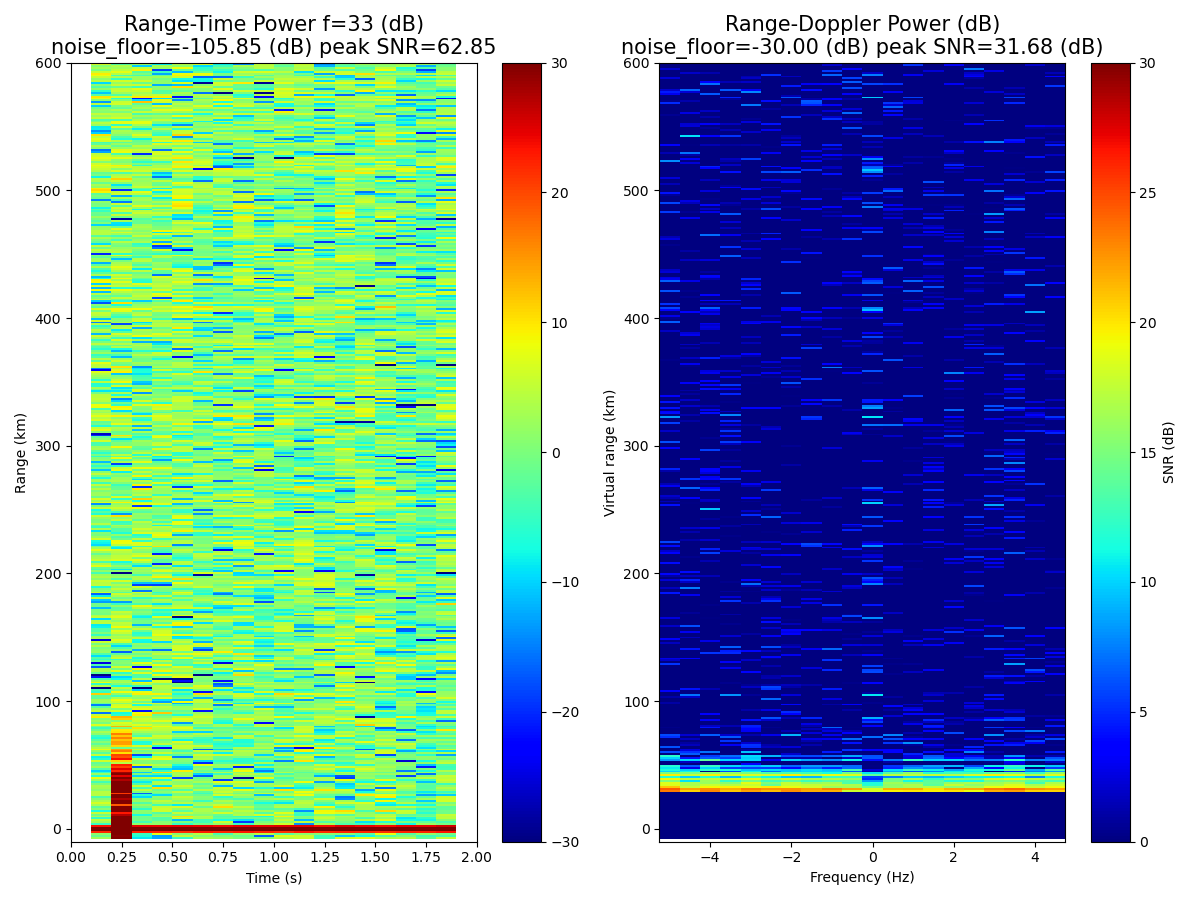 Range-Time Power f=33 (dB)
noise_floor=-105.85 (dB) peak SNR=62.85
Range (km)
600
500
400
300
200
100
0
0.00 0.25 0.50 0.75 1.00 1.25 1.50 1.75 2.00
Time (s)
30
20
10
0
−10
−20
−30
Range-Doppler Power (dB)
noise_floor=-30.00 (dB) peak SNR=31.68 (dB)
Virtual range (km)
600
500
400
300
200
100
0
−4 −2 0 2 4
Frequency (Hz)
30
25
20
15
10
5
0
SNR (dB)